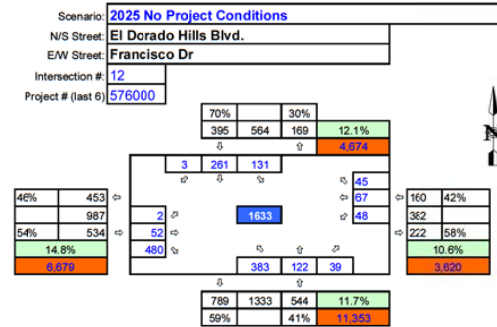 Scenario: 2025 No Project Conditions
N/S Street: El Dorado Hills Blvd.
E/W Street: Francisco Dr
Intersection #: 12
Project # (last 6) 576000
70% 30%
395 564 169 12.1%
4,674
N
3 261 131
45
46% 453 67 160 42%
987 2 1633 48 382
54% 534 52 222 58%
14.8% 480 10.6%
6,679 383 122 39 3,620
789 1333 544 11.7%
59% 41% 11,353